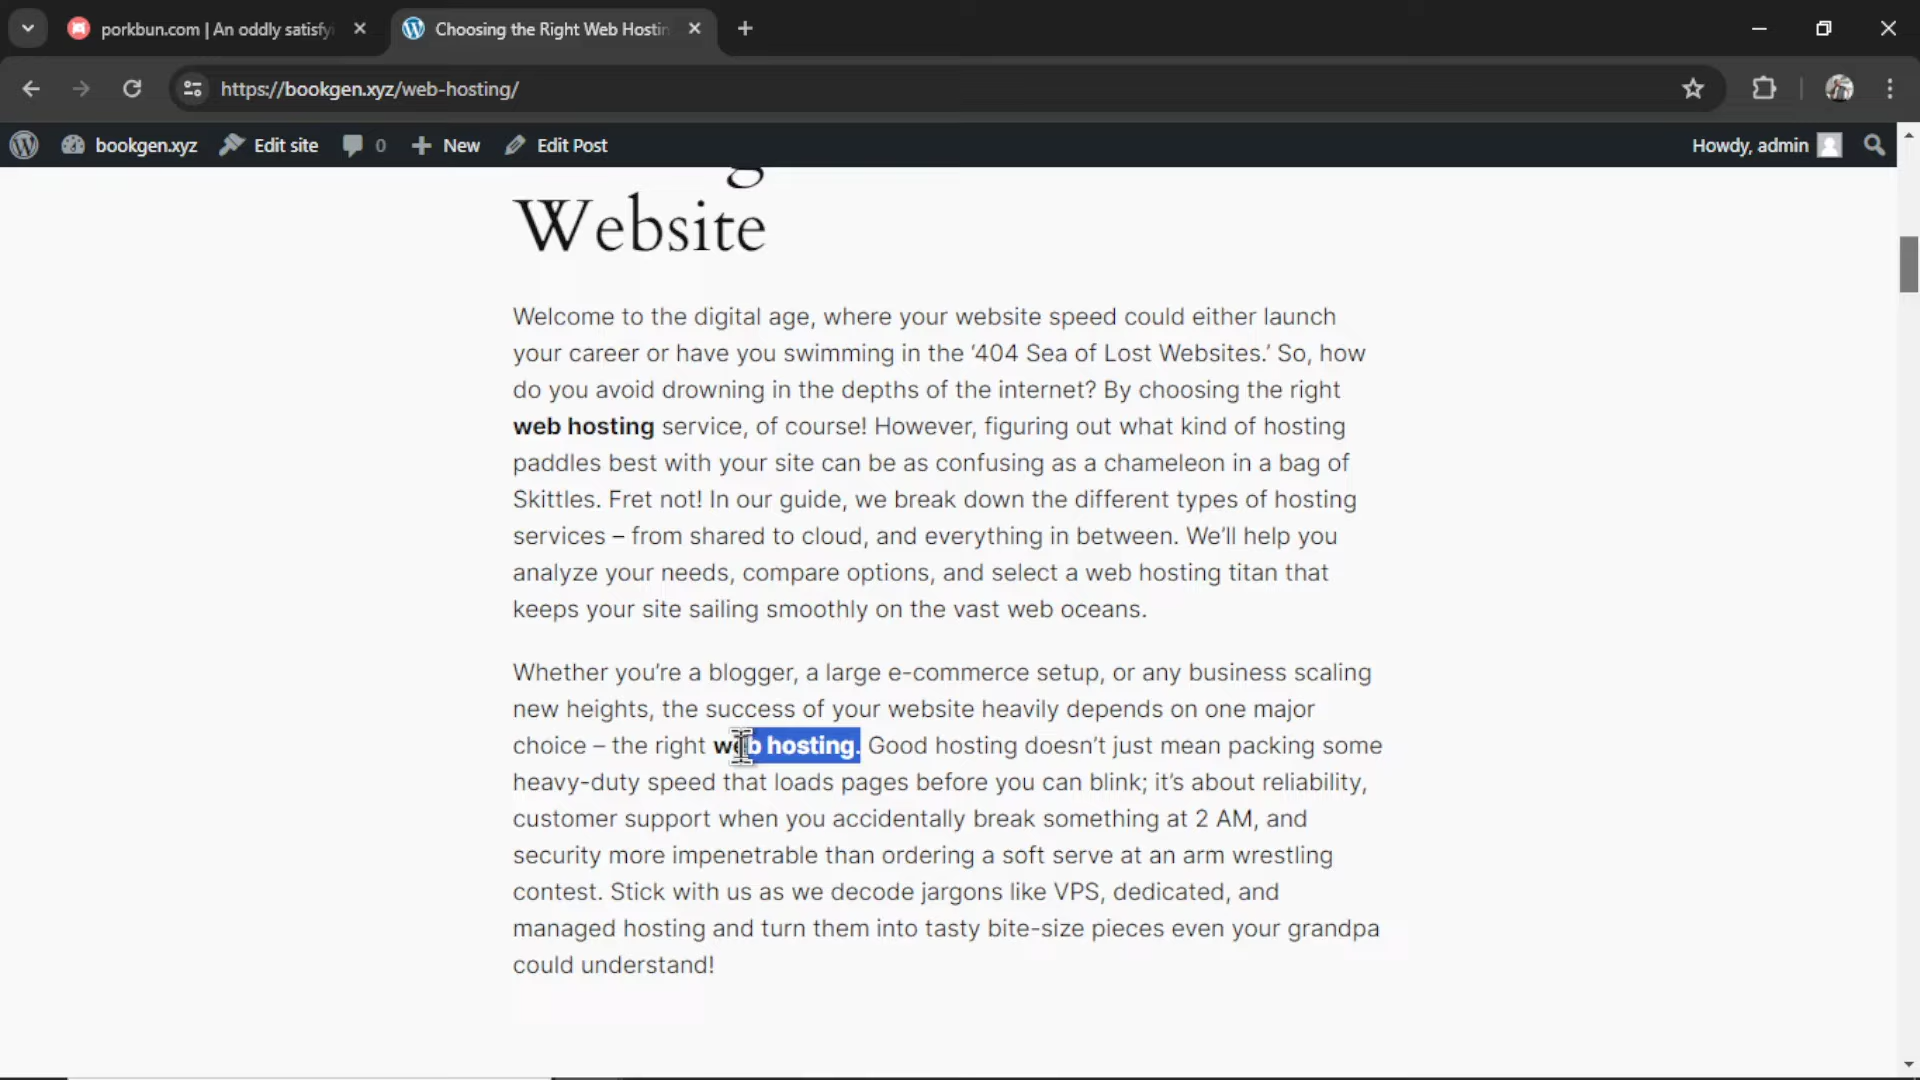 porkbun.com | An oddly satisfy
Choosing the Right Web Hostin
https://bookgen.xyz/web-hosting/
bookgen.xyz Edit site 0 New Edit Post Howdy, admin
Website
Welcome to the digital age, where your website speed could either launch
your career or have you swimming in the ‘404 Sea of Lost Websites.’ So, how
do you avoid drowning in the depths of the internet? By choosing the right
web hosting service, of course! However, figuring out what kind of hosting
paddles best with your site can be as confusing as a chameleon in a bag of
Skittles. Fret not! In our guide, we break down the different types of hosting
services – from shared to cloud, and everything in between. We’ll help you
analyze your needs, compare options, and select a web hosting titan that
keeps your site sailing smoothly on the vast web oceans.
Whether you’re a blogger, a large e-commerce setup, or any business scaling
new heights, the success of your website heavily depends on one major
choice – the right web hosting. Good hosting doesn’t just mean packing some
heavy-duty speed that loads pages before you can blink; it’s about reliability,
customer support when you accidentally break something at 2 AM, and
security more impenetrable than ordering a soft serve at an arm wrestling
contest. Stick with us as we decode jargons like VPS, dedicated, and
managed hosting and turn them into tasty bite-size pieces even your grandpa
could understand!